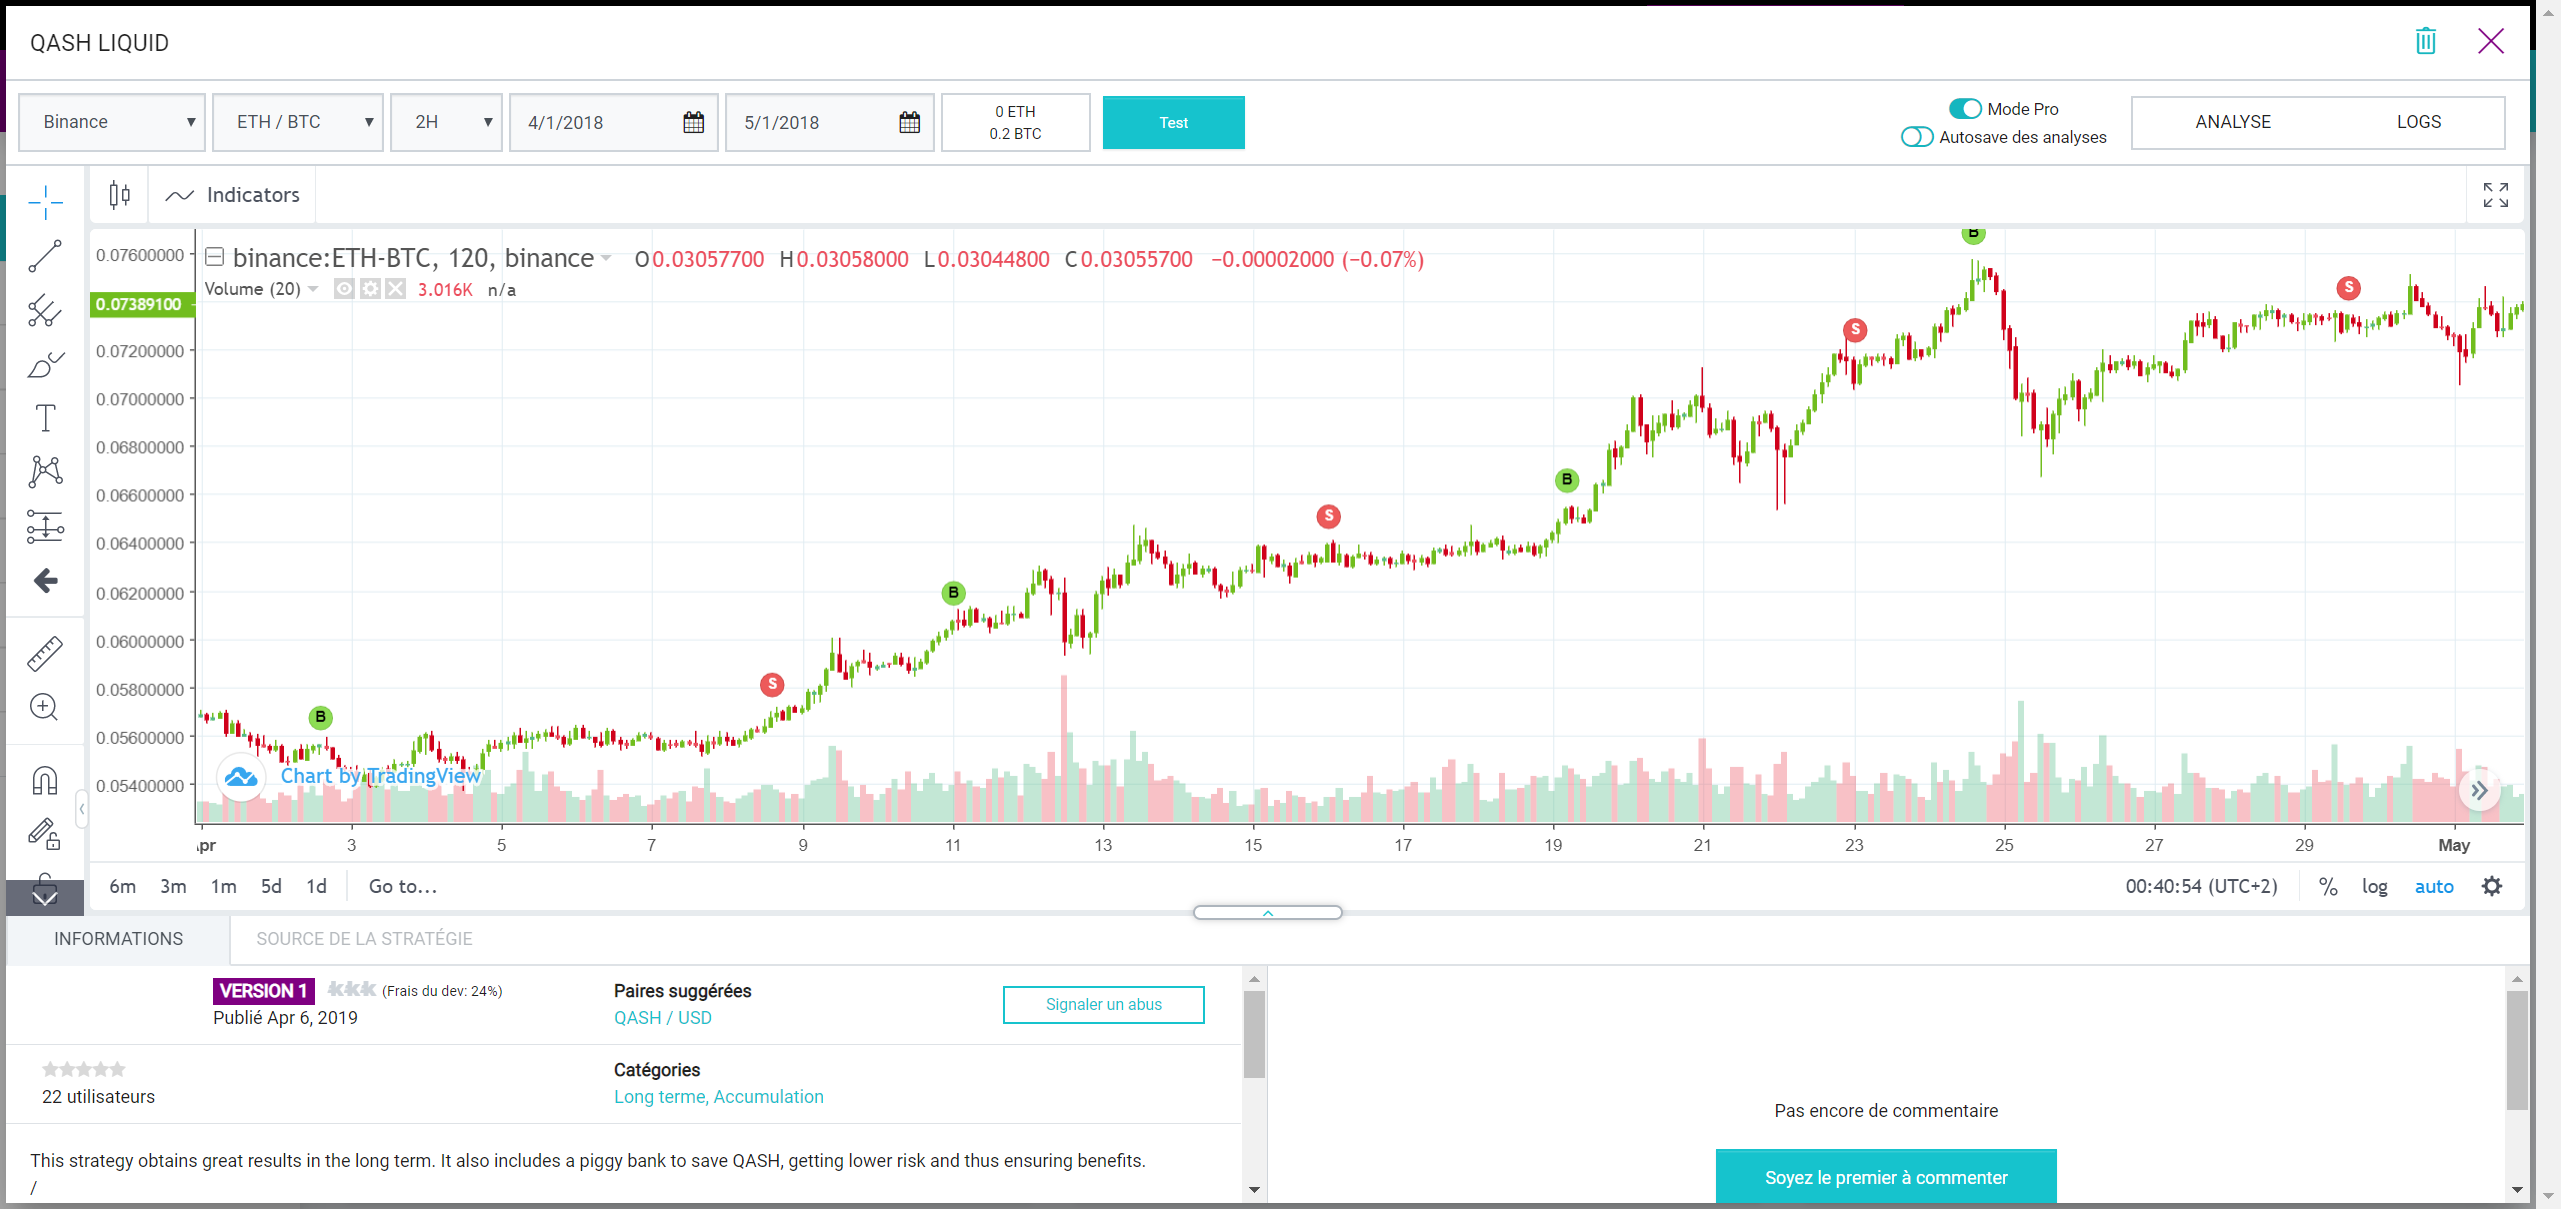 QASH LIQUID
Binance
ETH / BTC
2H
4/1/2018
5/1/2018
0 ETH
0.2 BTC
Test
Mode Pro
Autosave des analyses
ANALYSE
LOGS
Indicators
binance:ETH-BTC, 120, binance O0.03057700 H0.03058000 L0.03044800 C0.03055700 −0.00002000 (−0.07%)
Volume (20) 3.016K n/a
0.07600000
0.07389100
0.07200000
0.07000000
0.06800000
0.06600000
0.06400000
0.06200000
0.06000000
0.05800000
0.05600000
0.05400000
B
S
B
S
B
S
B
S
Chart by TradingView
pr 3 5 7 9 11 13 15 17 19 21 23 25 27 29 May
6m 3m 1m 5d 1d Go to...
00:40:54 (UTC+2) % log auto
INFORMATIONS
SOURCE DE LA STRATÉGIE
VERSION 1 (Frais du dev: 24%)
Publié Apr 6, 2019
Paires suggérées
QASH / USD
Signaler un abus
22 utilisateurs
Catégories
Long terme, Accumulation
This strategy obtains great results in the long term. It also includes a piggy bank to save QASH, getting lower risk and thus ensuring benefits.
/
Pas encore de commentaire
Soyez le premier à commenter